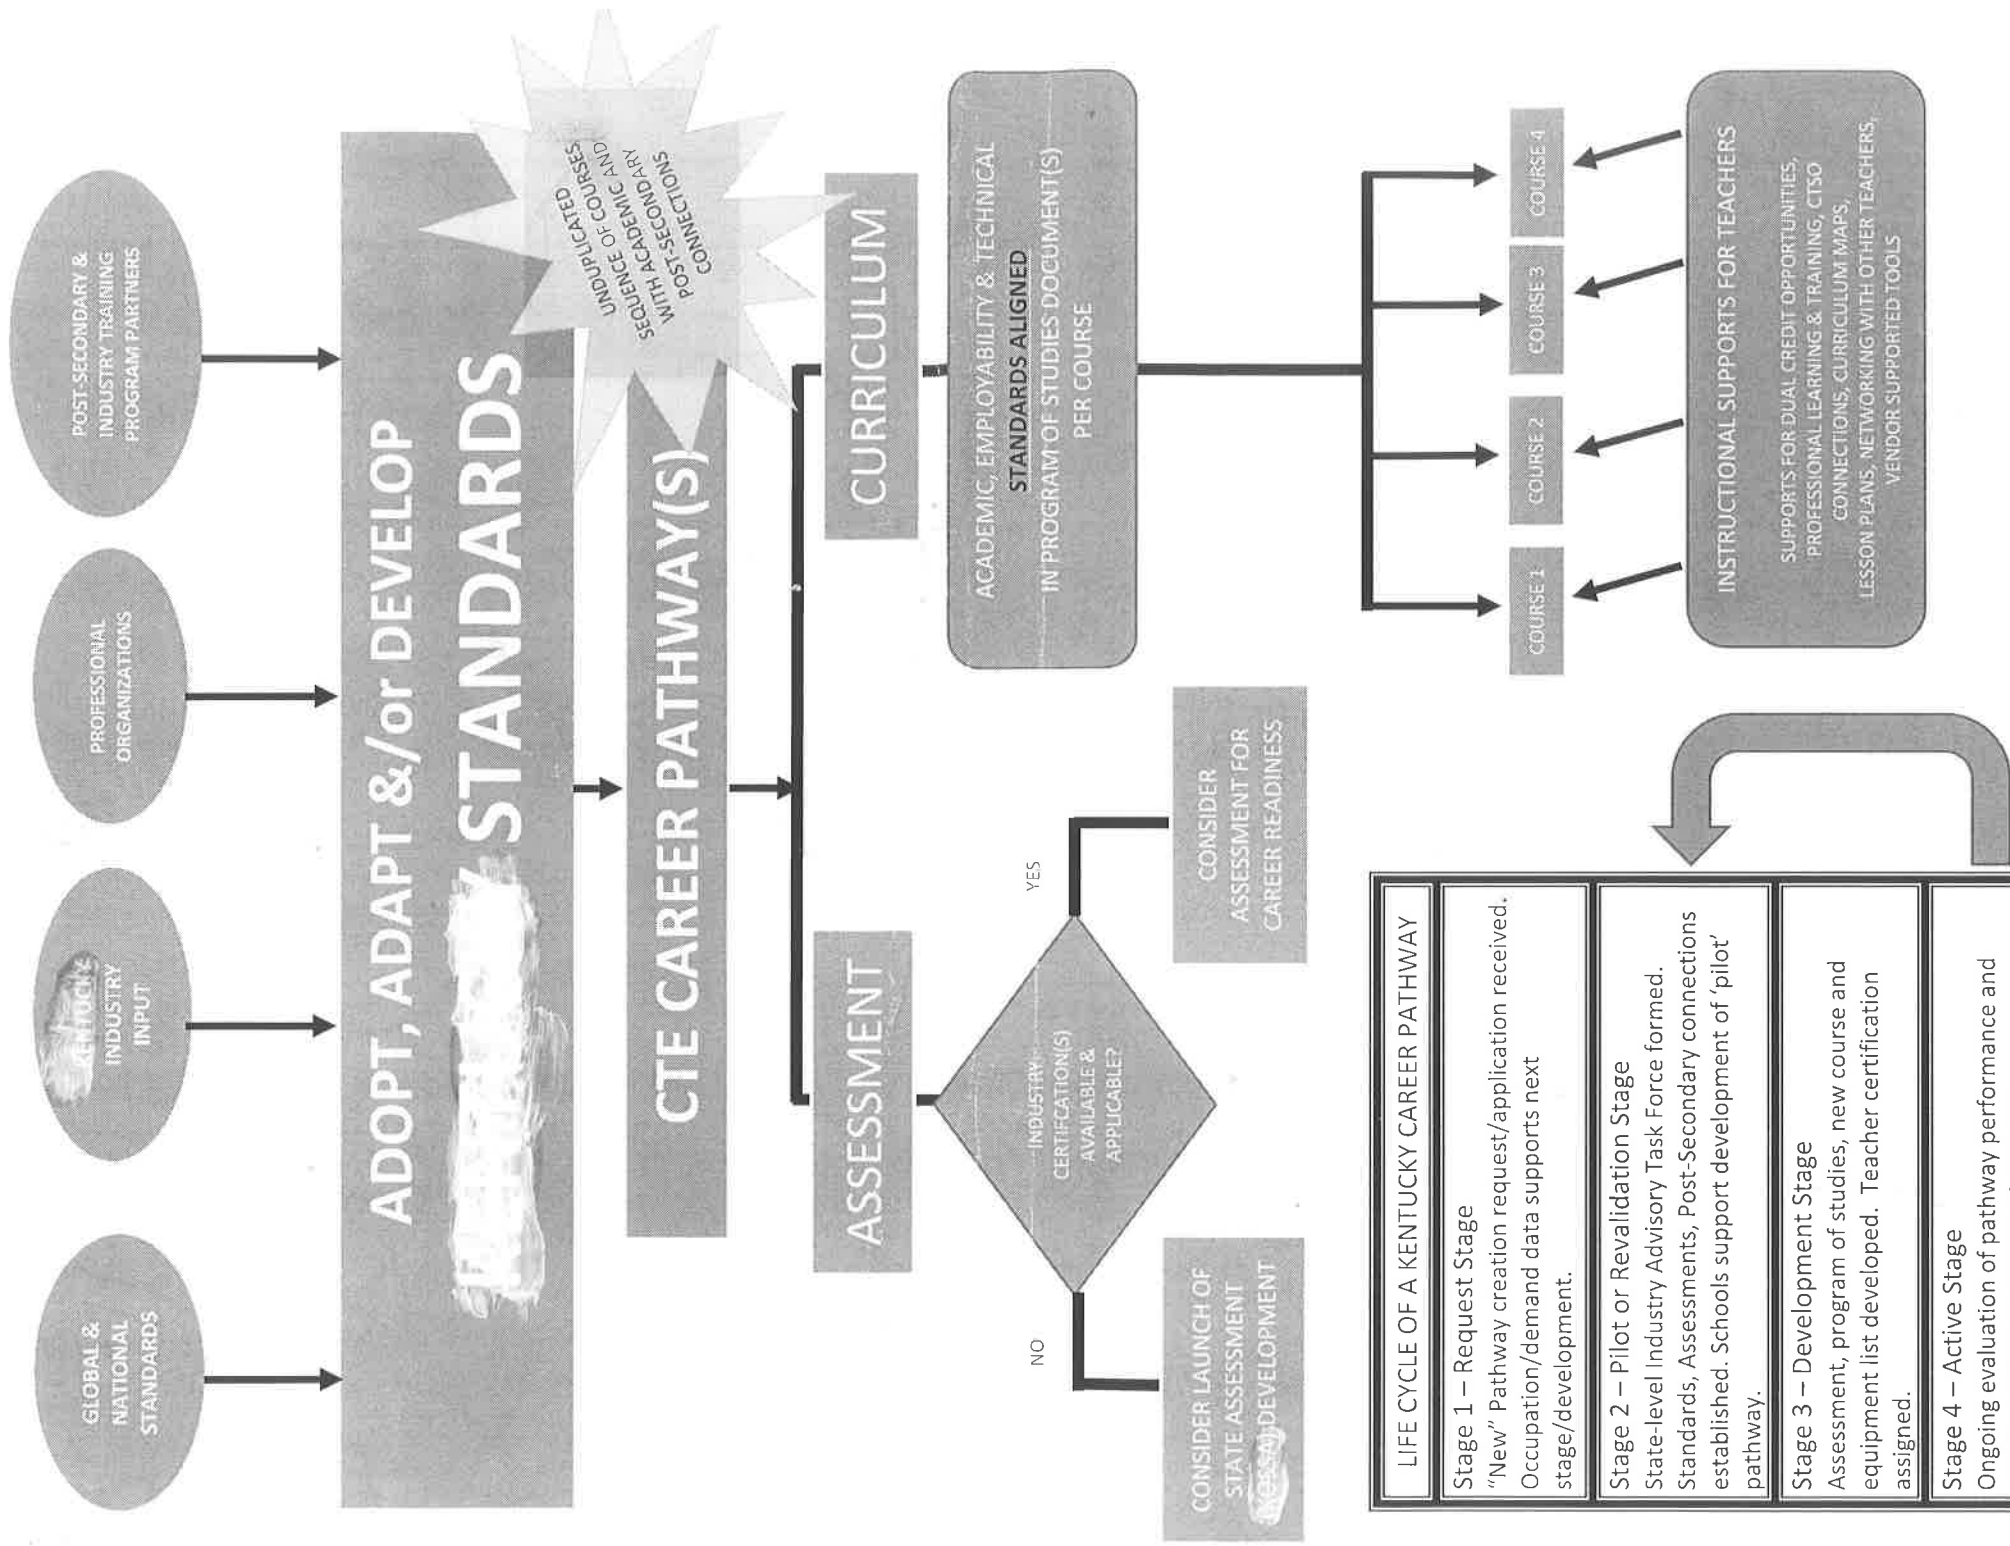 GLOBAL &
NATIONAL
STANDARDS
KENTUCKY
INDUSTRY
INPUT
PROFESSIONAL
ORGANIZATIONS
POST-SECONDARY &
INDUSTRY TRAINING
PROGRAM PARTNERS
ADOPT, ADAPT &/or DEVELOP
STANDARDS
UNDUPLICATED
SEQUENCE OF COURSES
WITH ACADEMIC AND
POST-SECONDARY
CONNECTIONS
CTE CAREER PATHWAY(S)
ASSESSMENT
INDUSTRY
CERTIFICATION(S)
AVAILABLE &
APPLICABLE?
NO
YES
CONSIDER LAUNCH OF
STATE ASSESSMENT
DEVELOPMENT
CONSIDER
ASSESSMENT FOR
CAREER READINESS
CURRICULUM
ACADEMIC, EMPLOYABILITY & TECHNICAL
STANDARDS ALIGNED
IN PROGRAM OF STUDIES DOCUMENT(S)
PER COURSE
COURSE 1
COURSE 2
COURSE 3
COURSE 4
INSTRUCTIONAL SUPPORTS FOR TEACHERS
SUPPORTS FOR DUAL CREDIT OPPORTUNITIES,
PROFESSIONAL LEARNING & TRAINING, CTSO
CONNECTIONS, CURRICULUM MAPS,
LESSON PLANS, NETWORKING WITH OTHER TEACHERS,
VENDOR SUPPORTED TOOLS
LIFE CYCLE OF A KENTUCKY CAREER PATHWAY
Stage 1 – Request Stage
“New” Pathway creation request/application received.
Occupation/demand data supports next
stage/development.
Stage 2 – Pilot or Revalidation Stage
State-level Industry Advisory Task Force formed.
Standards, Assessments, Post-Secondary connections
established. Schools support development of ‘pilot’
pathway.
Stage 3 – Development Stage
Assessment, program of studies, new course and
equipment list developed.  Teacher certification
assigned.
Stage 4 – Active Stage
Ongoing evaluation of pathway performance and